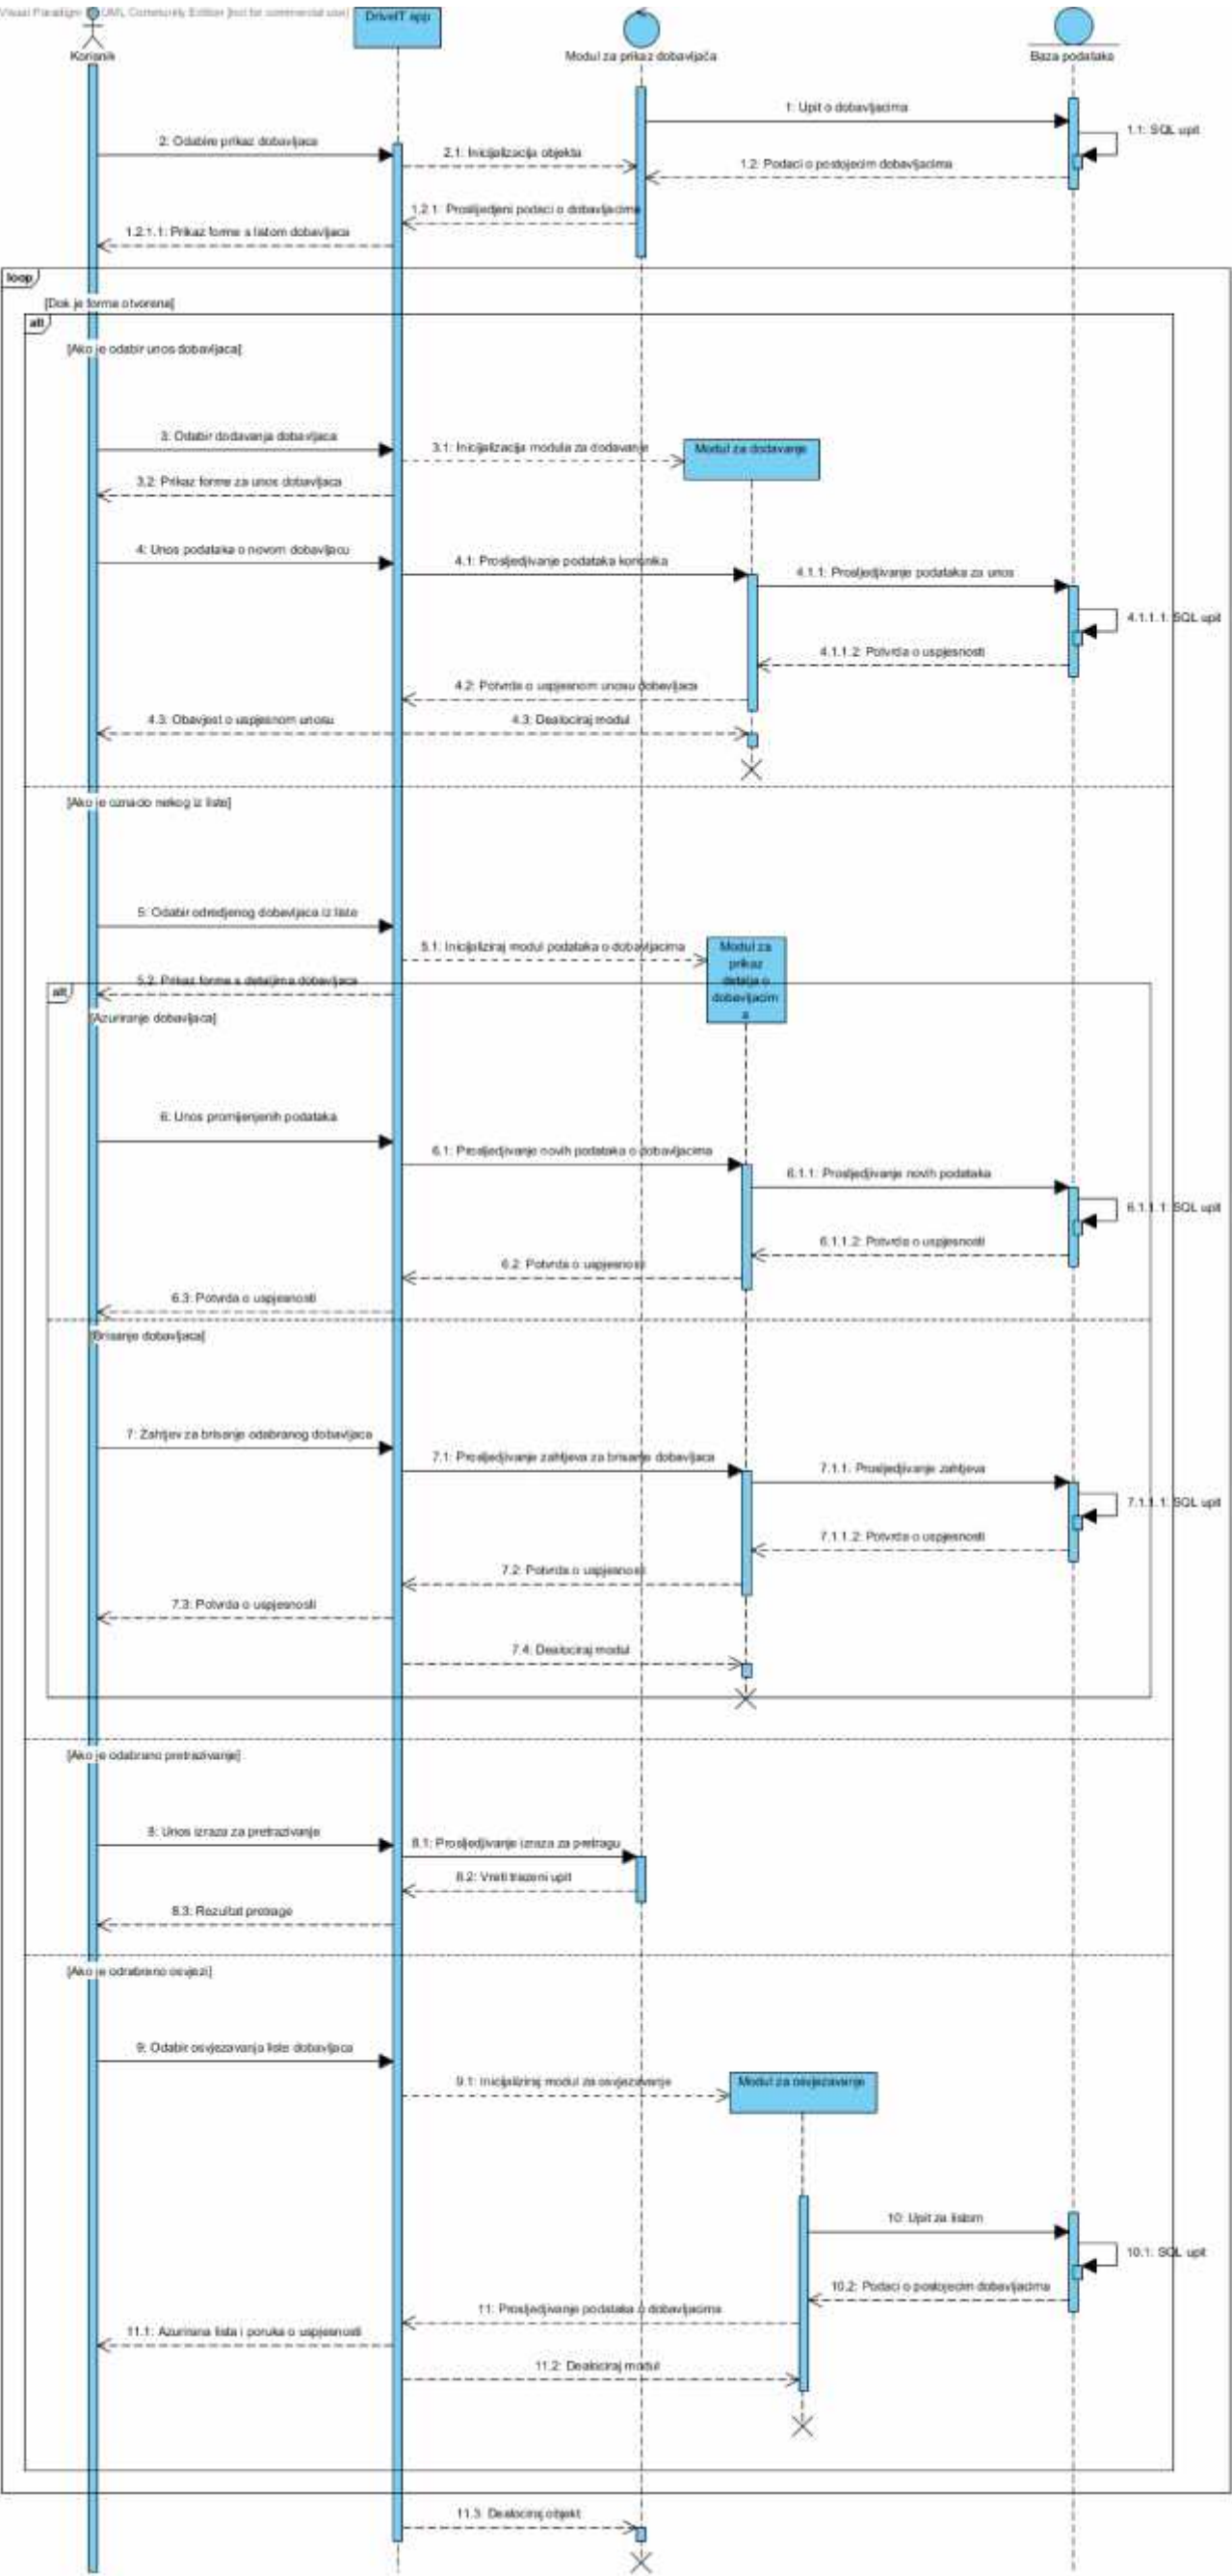 Visual Paradigm for UML Community Edition [not for commercial use]
Korisnik
DriveIT app
Modul za prikaz dobavljača
Baza podataka
1: Upit o dobavljacima
1.1: SQL upit
2: Odabire prikaz dobavljaca
2.1: Inicijalizacija objekta
1.2: Podaci o postojecim dobavljacima
1.2.1: Proslijedjeni podaci o dobavljacima
1.2.1.1: Prikaz forme s listom dobavljaca
loop
[Dok je forma otvorena]
alt
[Ako je odabir unos dobavljaca]
3: Odabir dodavanja dobavljaca
3.1: Inicijalizacija modula za dodavanje
Modul za dodavanje
3.2: Prikaz forme za unos dobavljaca
4: Unos podataka o novom dobavljacu
4.1: Prosljedjivanje podataka korisnika
4.1.1: Prosljedjivanje podataka za unos
4.1.1.1: SQL upit
4.1.1.2: Potvrda o uspjesnosti
4.2: Potvrda o uspjesnom unosu dobavljaca
4.3: Obavjest o uspjesnom unosu
4.3: Dealociraj modul
[Ako je oznacio nekog iz liste]
5: Odabir odredjenog dobavljaca iz liste
5.1: Inicijaliziraj modul podataka o dobavljacima
Modul za
prikaz
detalja o
dobavljacim
a
5.2: Prikaz forme s detaljima dobavljaca
alt
[Azuriranje dobavljaca]
6: Unos promijenjenih podataka
6.1: Prosljedjivanje novih podataka o dobavljacima
6.1.1: Prosljedjivanje novih podataka
6.1.1.1: SQL upit
6.1.1.2: Potvrda o uspjesnosti
6.2: Potvrda o uspjesnosti
6.3: Potvrda o uspjesnosti
[Brisanje dobavljaca]
7: Zahtjev za brisanje odabranog dobavljaca
7.1: Prosljedjivanje zahtjeva za brisanje dobavljaca
7.1.1: Prosljedjivanje zahtjeva
7.1.1.1: SQL upit
7.1.1.2: Potvrda o uspjesnosti
7.2: Potvrda o uspjesnosti
7.3: Potvrda o uspjesnosti
7.4: Dealociraj modul
[Ako je odabrano pretrazivanje]
8: Unos izraza za pretrazivanje
8.1: Prosljedjivanje izraza za pretragu
8.2: Vrati trazeni upit
8.3: Rezultat pretrage
[Ako je odrabrano osvjezi]
9: Odabir osvjezavanja liste dobavljaca
9.1: Inicijaliziraj modul za osvjezavanje
Modul za osvjezavanje
10: Upit za listom
10.1: SQL upit
10.2: Podaci o postojecim dobavljacima
11: Prosljedjivanje podataka o dobavljacima
11.1: Azurirana lista i poruka o uspjesnosti
11.2: Dealociraj modul
11.3: Dealociraj objekt